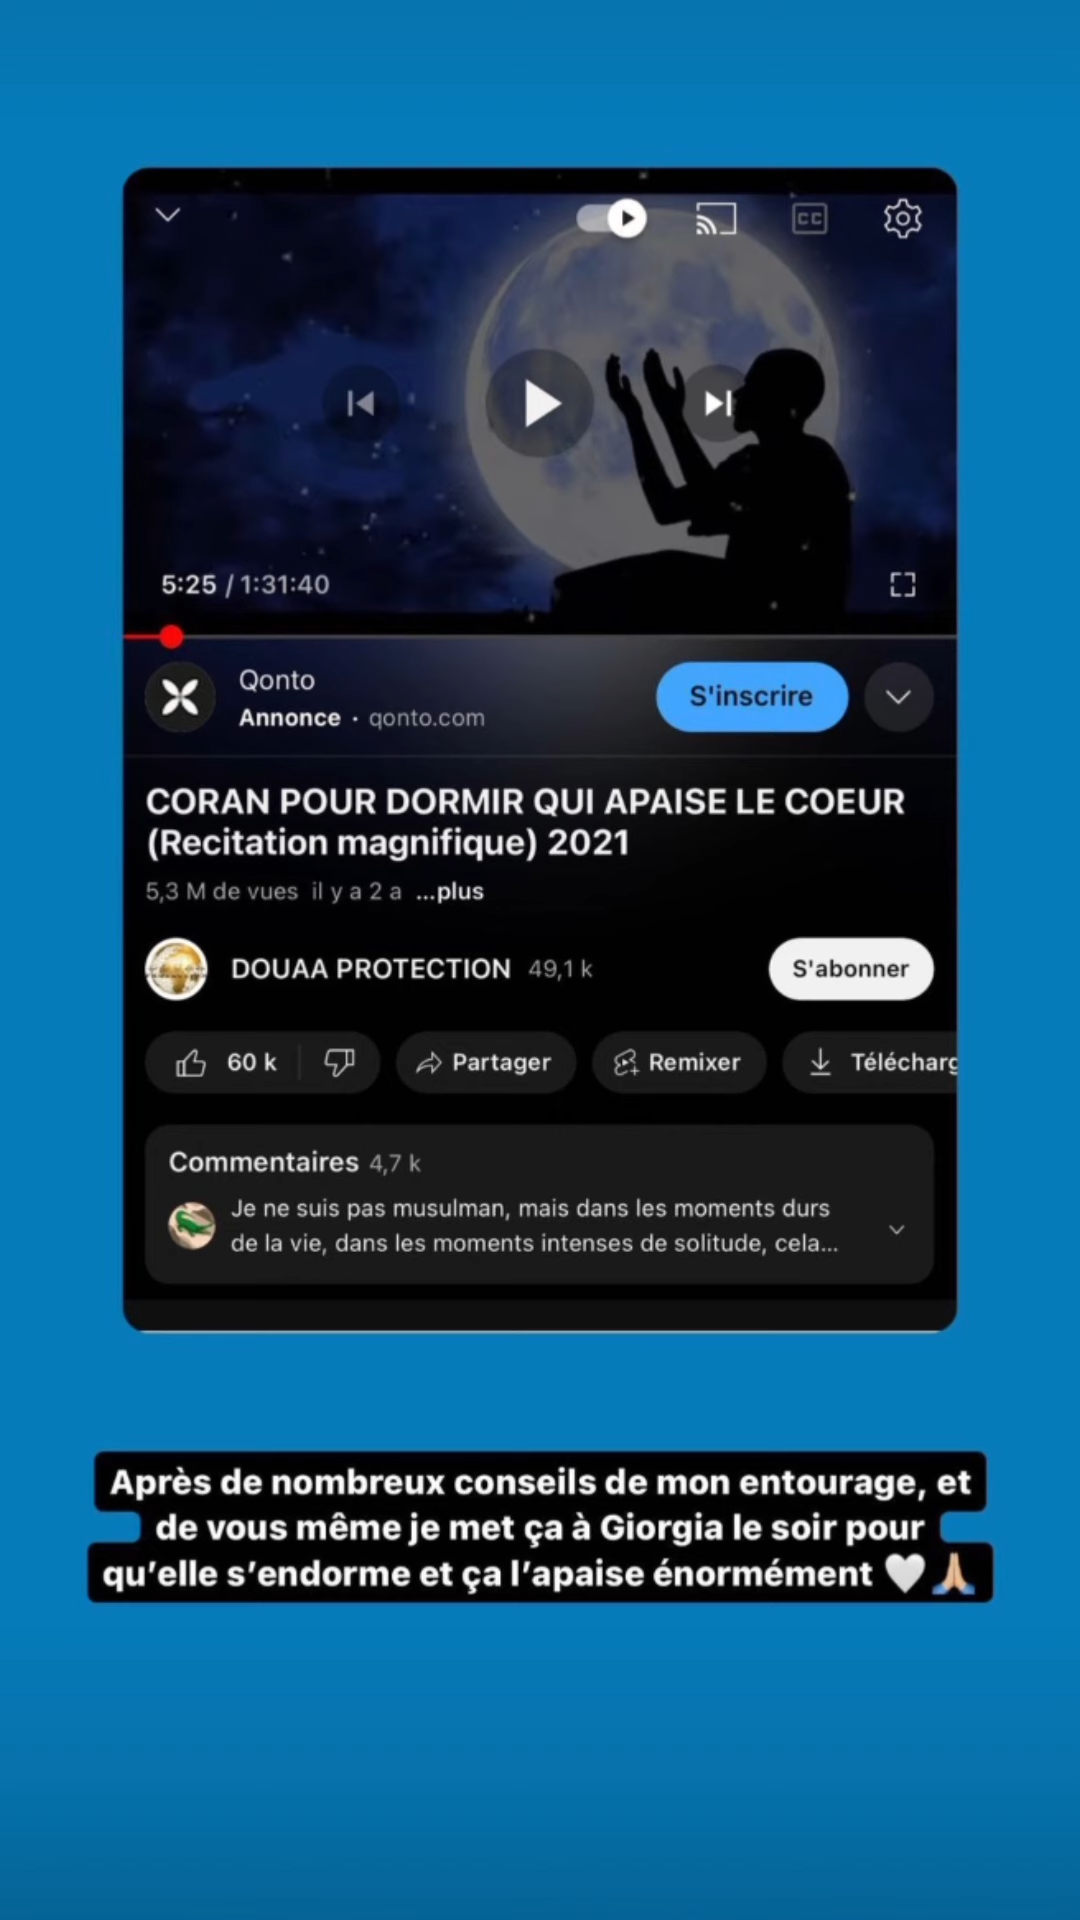 CC
5:25 / 1:31:40
Qonto
Annonce · qonto.com
S'inscrire
CORAN POUR DORMIR QUI APAISE LE COEUR
(Recitation magnifique) 2021
5,3 M de vues il y a 2 a ...plus
DOUAA PROTECTION 49,1 k
S'abonner
60 k
Partager
Remixer
Télécharg
Commentaires 4,7 k
Je ne suis pas musulman, mais dans les moments durs
de la vie, dans les moments intenses de solitude, cela...
Après de nombreux conseils de mon entourage, et
de vous même je met ça à Giorgia le soir pour
qu’elle s’endorme et ça l’apaise énormément 🤍🙏🏼